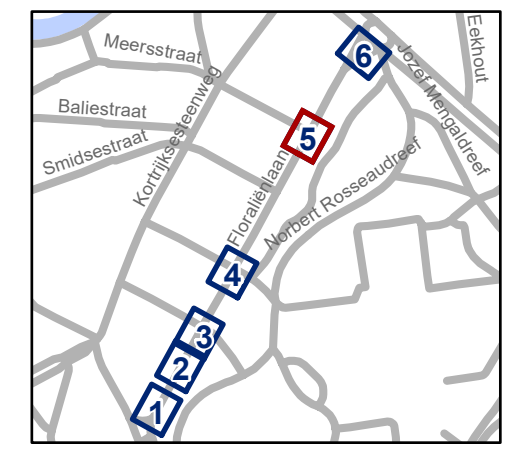 Meersstraat
Baliestraat
Smidsestraat
Kortrijksesteenweg
Floraliënlaan
Norbert Rosseaudreef
Jozef Mengaldreef
Eekhout
6
5
4
3
2
1